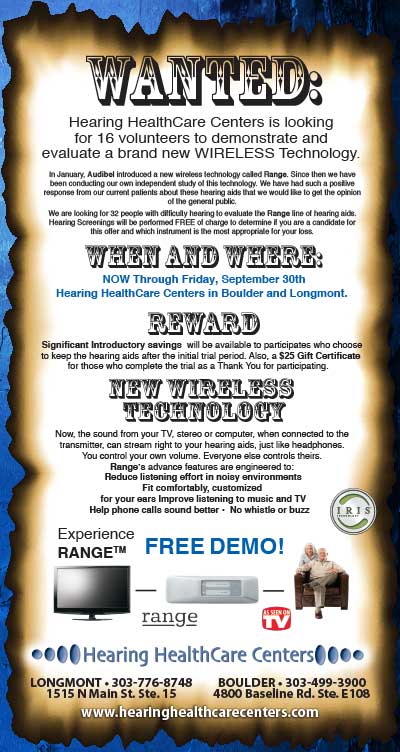 WANTED:
Hearing HealthCare Centers is looking
for 16 volunteers to demonstrate and
evaluate a brand new WIRELESS Technology.
In January, Audibel introduced a new wireless technology called Range. Since then we have
been conducting our own independent study of this technology. We have had such a positive
response from our current patients about these hearing aids that we would like to get the opinion
of the general public.
We are looking for 32 people with difficulty hearing to evaluate the Range line of hearing aids.
Hearing Screenings will be performed FREE of charge to determine if you are a candidate for
this offer and which instrument is the most appropriate for your loss.
WHEN AND WHERE:
NOW Through Friday, September 30th
Hearing HealthCare Centers in Boulder and Longmont.
REWARD
Significant Introductory savings will be available to participates who choose
to keep the hearing aids after the initial trial period. Also, a $25 Gift Certificate
for those who complete the trial as a Thank You for participating.
NEW WIRELESS
TECHNOLOGY
Now, the sound from your TV, stereo or computer, when connected to the
transmitter, can stream right to your hearing aids, just like headphones.
You control your own volume. Everyone else controls theirs.
Range's advance features are engineered to:
Reduce listening effort in noisy environments
Fit comfortably, customized
for your ears Improve listening to music and TV
Help phone calls sound better • No whistle or buzz
IRIS
TECHNOLOGY
Experience
RANGE™
FREE DEMO!
range
AS SEEN ON
TV
Hearing HealthCare Centers
LONGMONT • 303-776-8748
1515 N Main St. Ste. 15
BOULDER • 303-499-3900
4800 Baseline Rd. Ste. E108
www.hearinghealthcarecenters.com